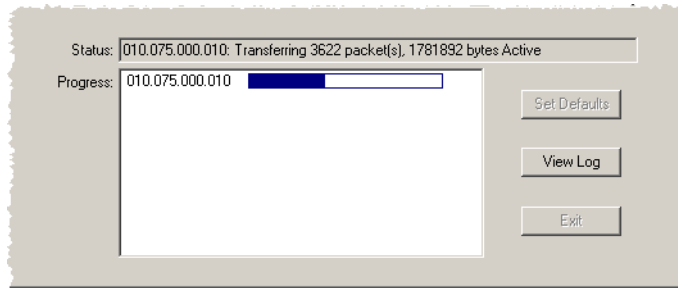 Status: 010.075.000.010: Transferring 3622 packet(s), 1781892 bytes Active
Progress: 010.075.000.010
Set Defaults
View Log
Exit